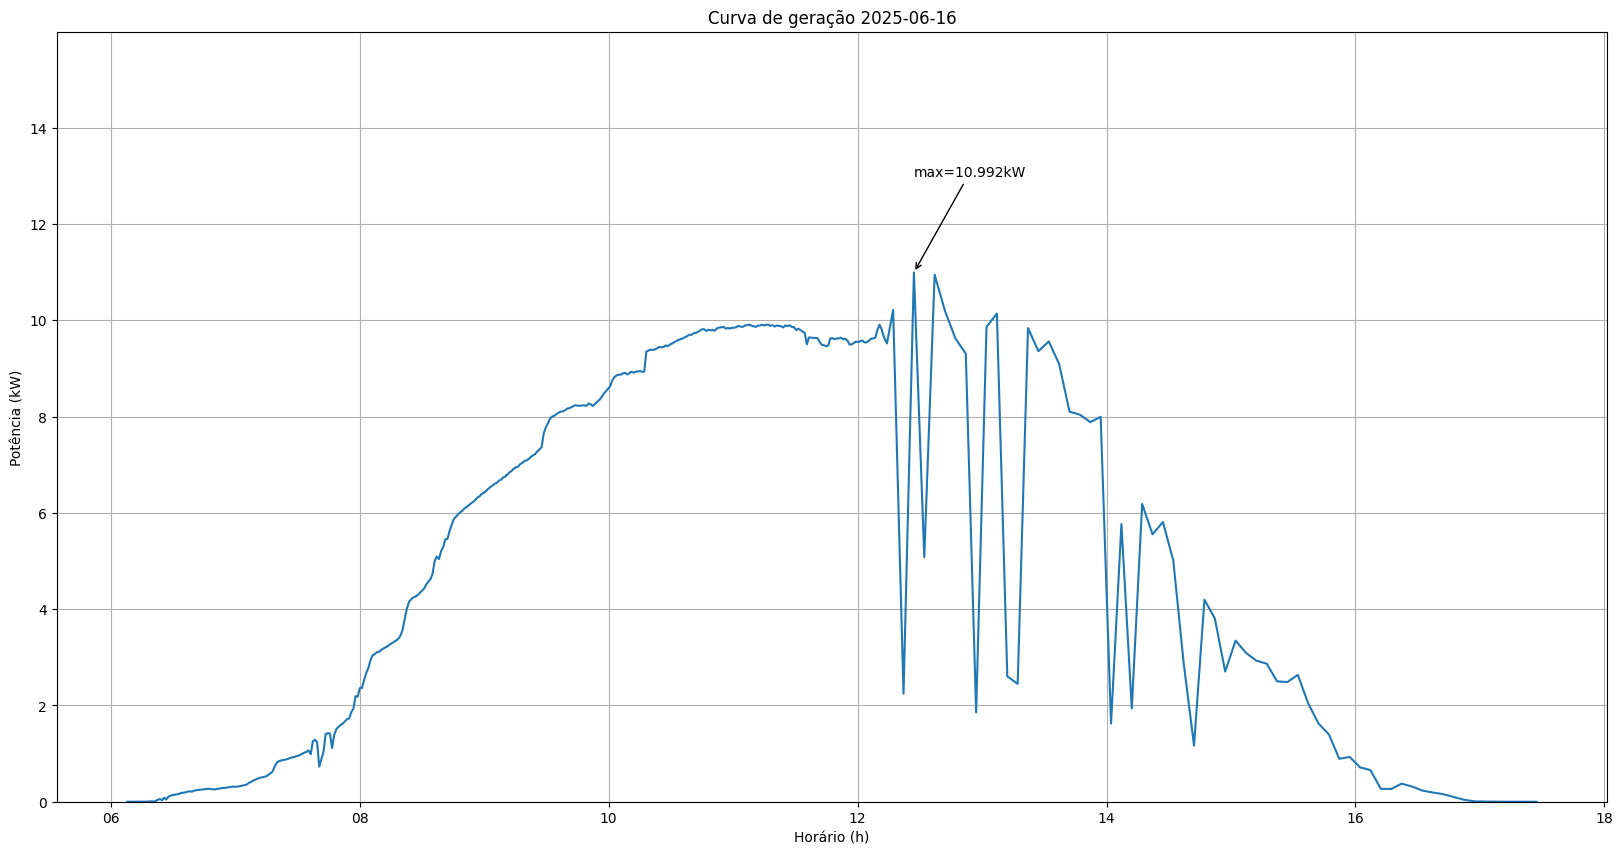 Curva de geração 2025-06-16
14
12
10
8
6
4
2
0
Potência (kW)
max=10.992kW
06 08 10 12 14 16 18
Horário (h)